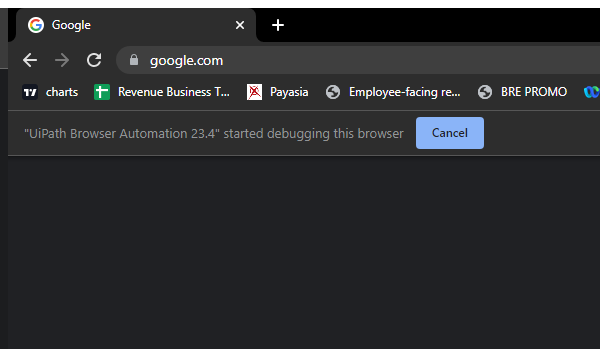 Google
google.com
charts Revenue Business T... Payasia Employee-facing re... BRE PROMO
"UiPath Browser Automation 23.4" started debugging this browser Cancel